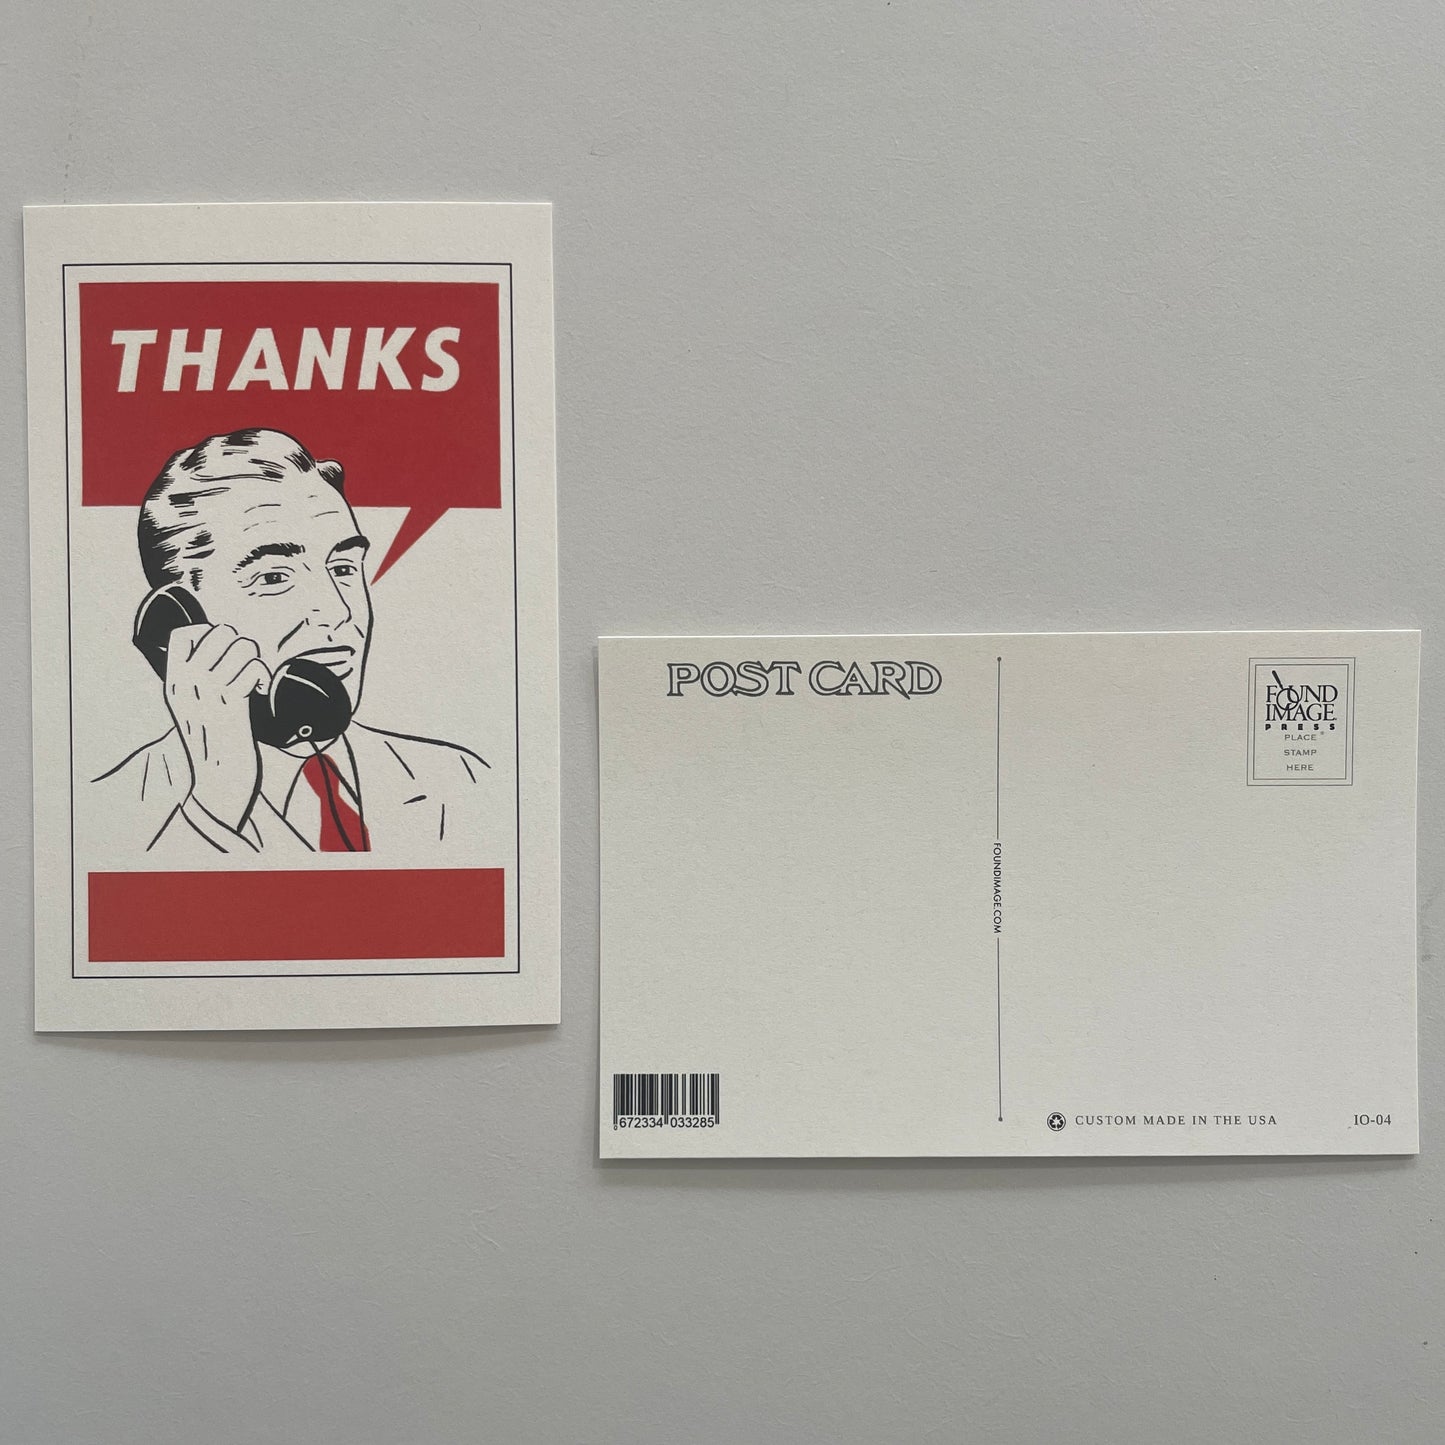 THANKS
POST CARD
FOUND
IMAGE
PRESS
PLACE
STAMP
HERE
FOUNDIMAGE.COM
0 672334 033285
CUSTOM MADE IN THE USA
IO-04